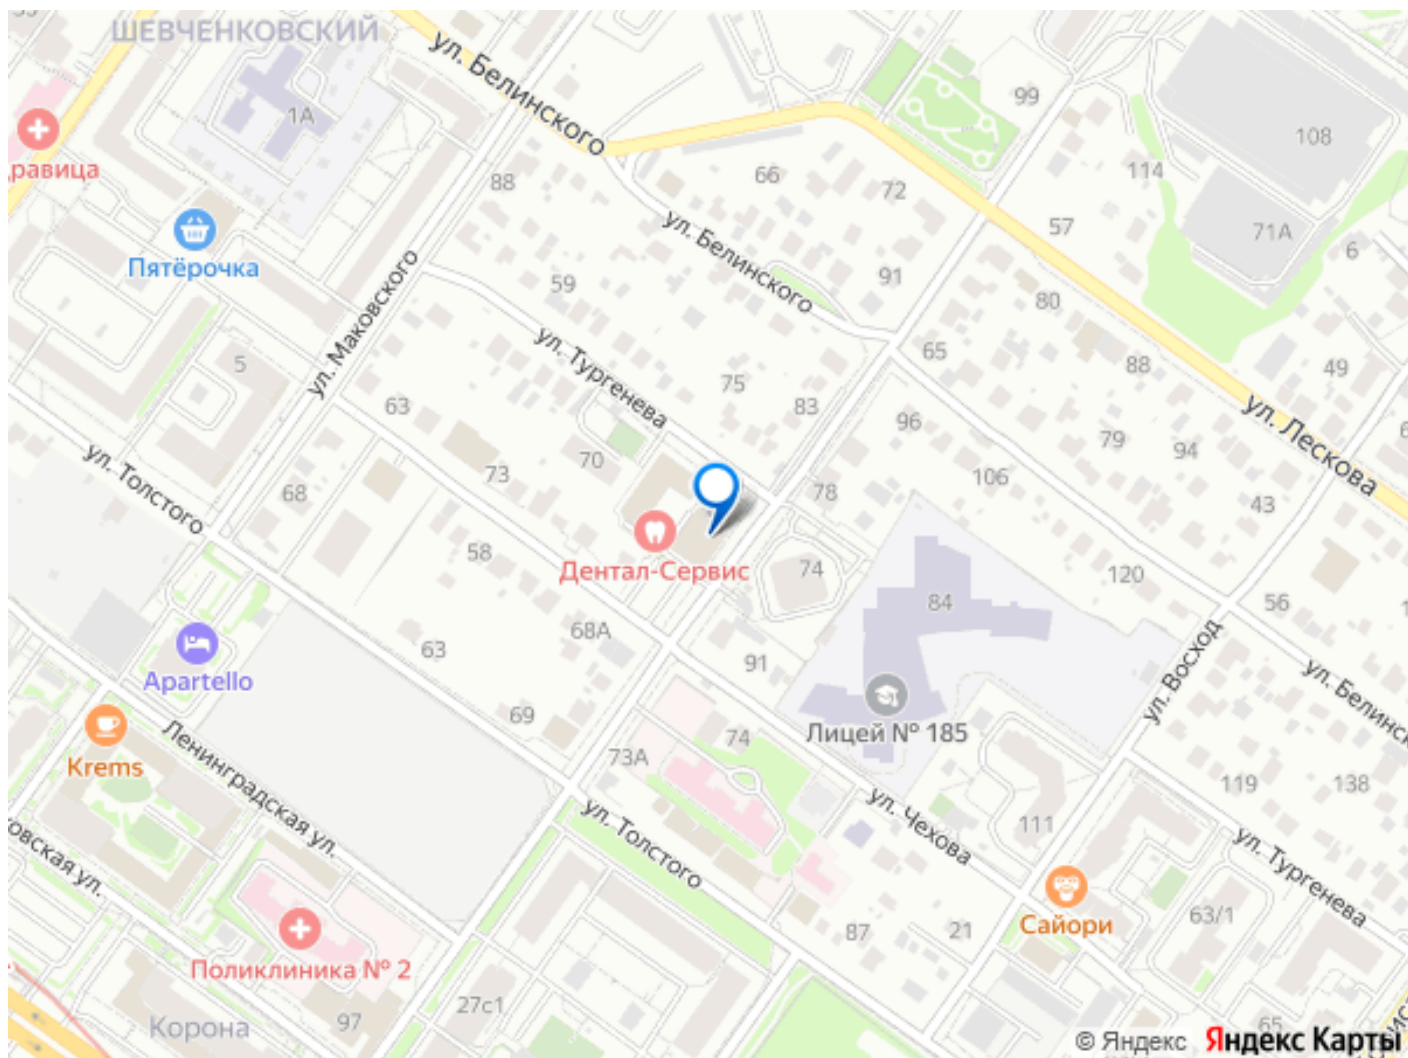 ШЕВЧЕНКОВСКИЙ
ул. Белинского
1А
99
108
дравица
88
66
72
114
57
71А
6
ул. Белинского
Пятёрочка
91
59
80
ул. Маковского
ул. Тургенева
5
75
65
88
49
63
83
96
79
94
ул. Лескова
ул. Толстого
68
73
70
78
106
43
58
Дентал-Сервис
74
120
84
56
68А
63
91
ул. Восход
ул. Белинск
Apartello
69
Лицей № 185
74
73А
Krems
Ленинградская ул.
119
138
ул. Толстого
ул. Чехова
111
ул. Тургенева
овская ул.
Сайори
63/1
87
21
Поликлиника № 2
27с1
Корона
97
65
© Яндекс Яндекс Карты